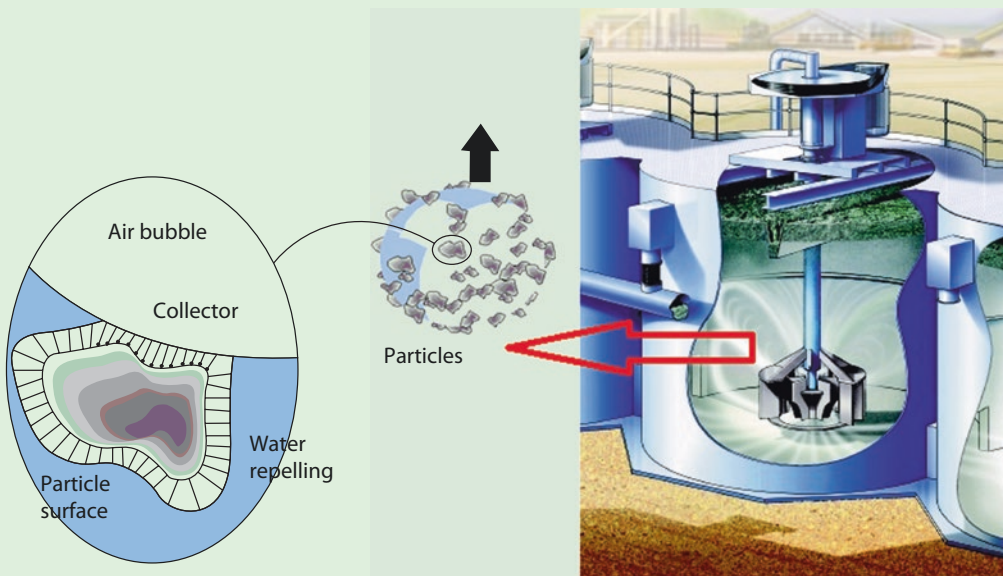 Air bubble
Collector
Particles
Water
repelling
Particle
surface